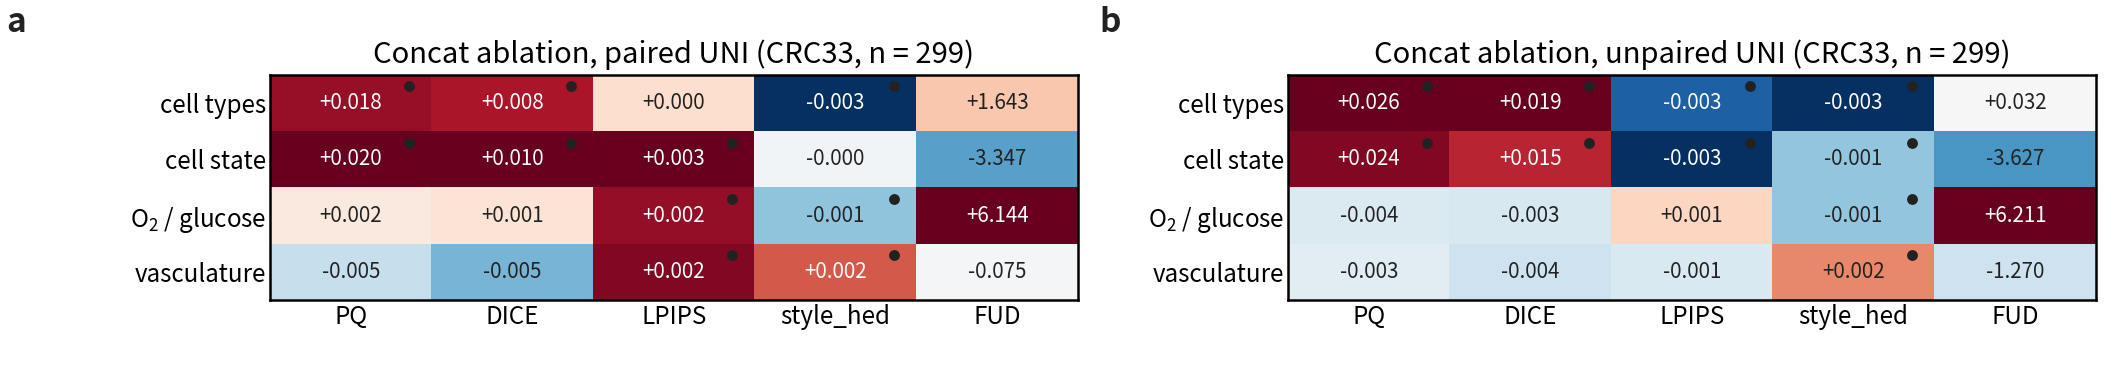 a
Concat ablation, paired UNI (CRC33, n = 299)
cell types +0.018 +0.008 +0.000 -0.003 +1.643
cell state +0.020 +0.010 +0.003 -0.000 -3.347
O₂ / glucose +0.002 +0.001 +0.002 -0.001 +6.144
vasculature -0.005 -0.005 +0.002 +0.002 -0.075
PQ DICE LPIPS style_hed FUD
b
Concat ablation, unpaired UNI (CRC33, n = 299)
cell types +0.026 +0.019 -0.003 -0.003 +0.032
cell state +0.024 +0.015 -0.003 -0.001 -3.627
O₂ / glucose -0.004 -0.003 +0.001 -0.001 +6.211
vasculature -0.003 -0.004 -0.001 +0.002 -1.270
PQ DICE LPIPS style_hed FUD